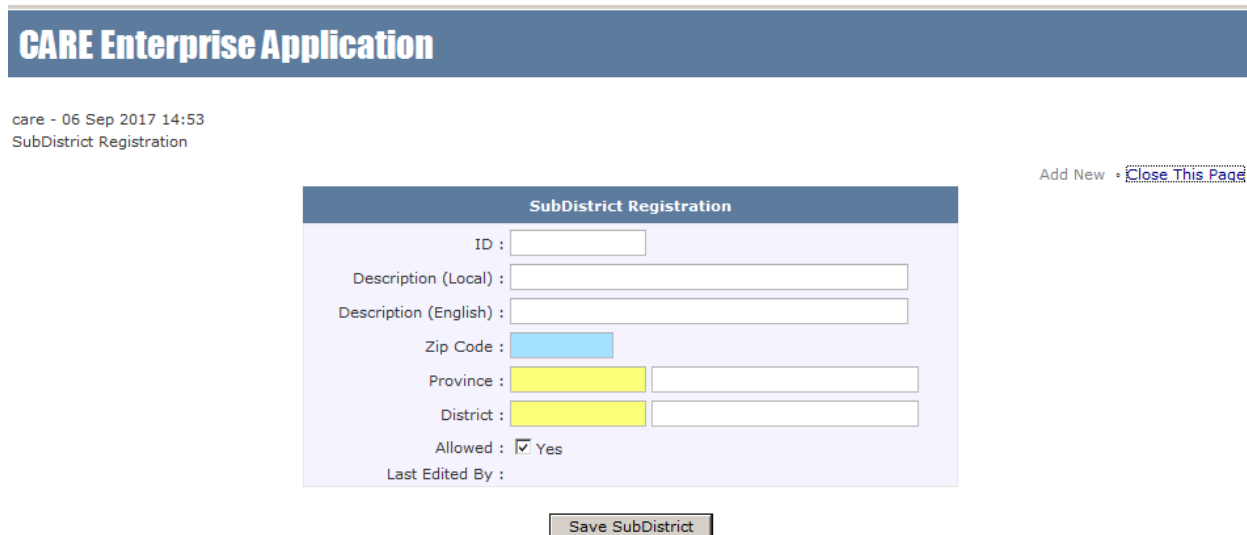 CARE Enterprise Application
care - 06 Sep 2017 14:53
SubDistrict Registration
Add New • Close This Page
SubDistrict Registration
ID :
Description (Local) :
Description (English) :
Zip Code :
Province :
District :
Allowed : Yes
Last Edited By :
Save SubDistrict